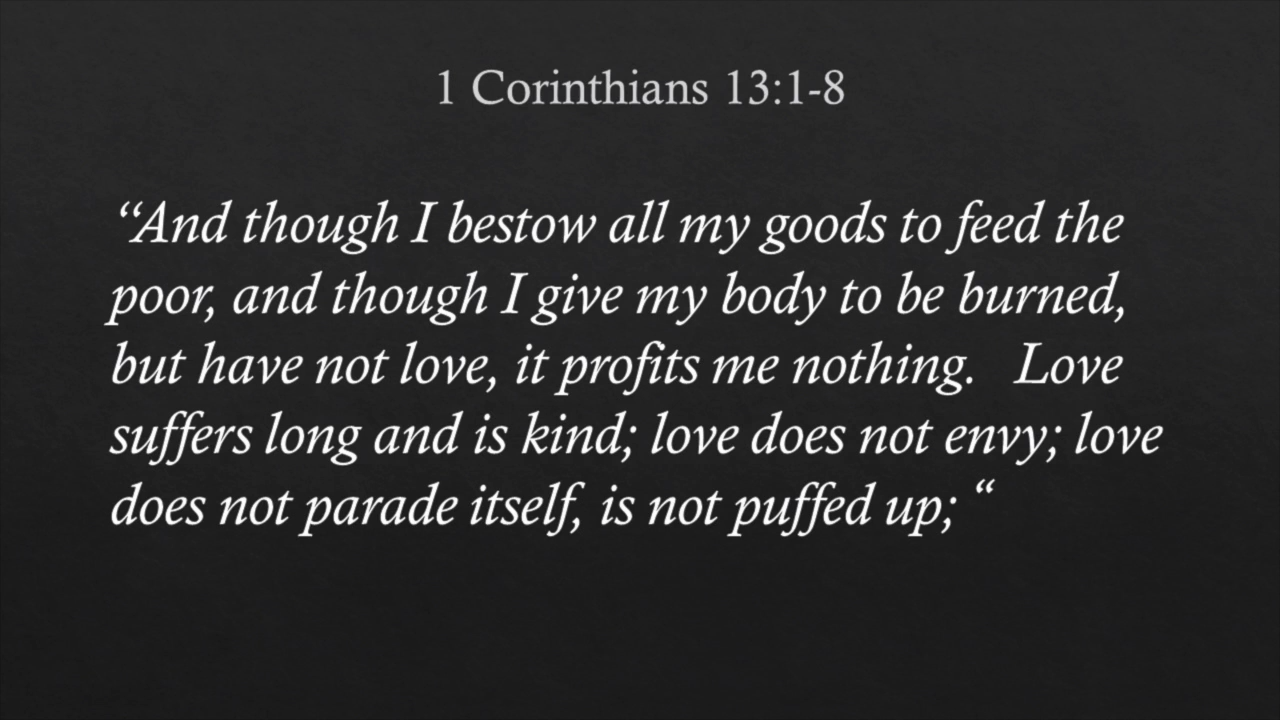 1 Corinthians 13:1-8
“And though I bestow all my goods to feed the
poor, and though I give my body to be burned,
but have not love, it profits me nothing.   Love
suffers long and is kind; love does not envy; love
does not parade itself, is not puffed up; “